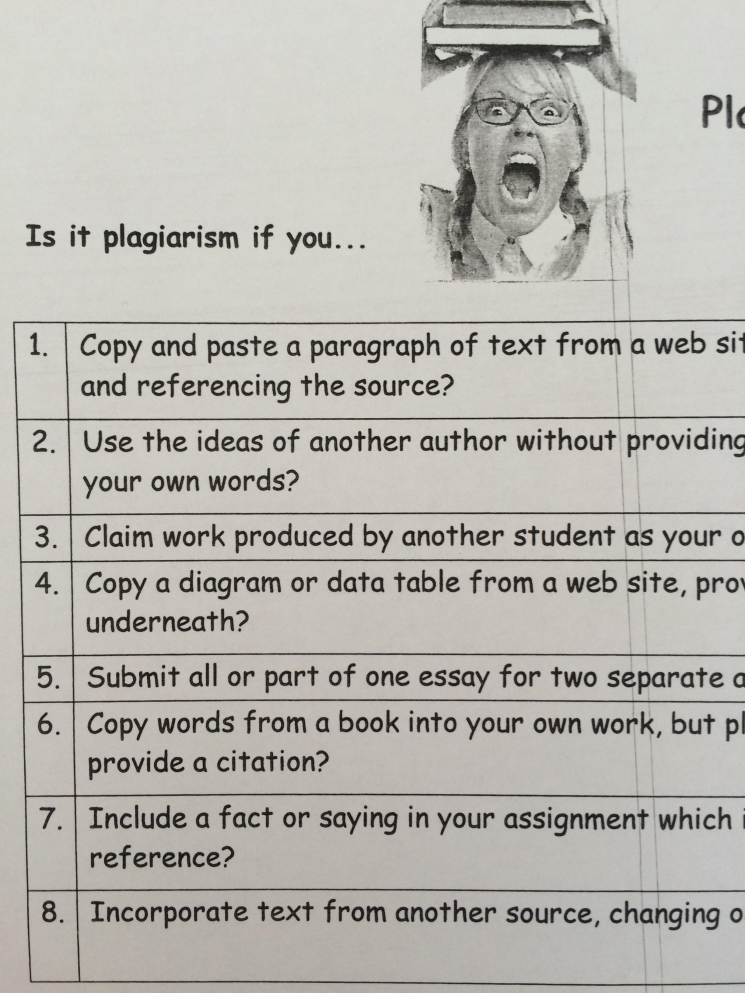 Is it plagiarism if you...
1. Copy and paste a paragraph of text from a web
and referencing the source?
2. Use the ideas of another author without providing
your own words?
3. Claim work produced by another student as your
4. Copy a diagram or data table from a web site,
underneath?
5. Submit all or part of one essay for two separate
6. Copy words from a book into your own work, but
provide a citation?
7. Include a fact or saying in your assignment which
reference?
8. Incorporate text from another source, changing